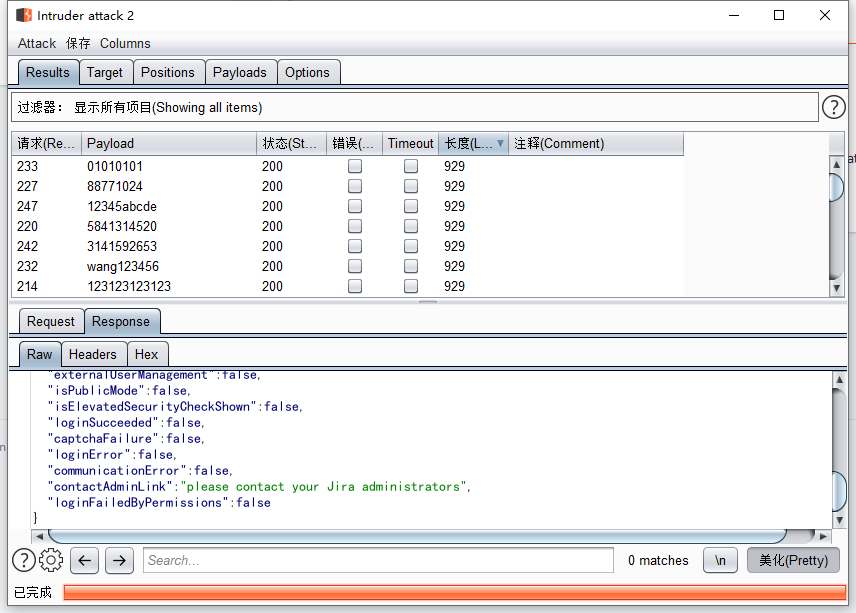 Intruder attack 2
Attack 保存 Columns
Results Target Positions Payloads Options
过滤器： 显示所有项目(Showing all items) ?
请求(Re... Payload 状态(St... 错误(... Timeout 长度(L... 注释(Comment)
233 01010101 200 929
227 88771024 200 929
247 12345abcde 200 929
220 5841314520 200 929
242 3141592653 200 929
232 wang123456 200 929
214 123123123123 200 929
Request Response
Raw Headers Hex
"externalUserManagement":false,
"isPublicMode":false,
"isElevatedSecurityCheckShown":false,
"loginSucceeded":false,
"captchaFailure":false,
"loginError":false,
"communicationError":false,
"contactAdminLink":"please contact your Jira administrators",
"loginFailedByPermissions":false
}
? Search... 0 matches \n 美化(Pretty)
已完成